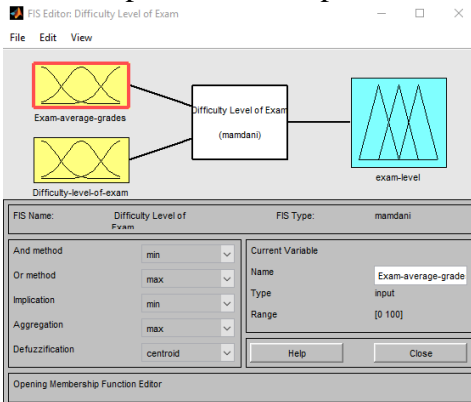 FIS Editor: Difficulty Level of Exam
File Edit View
Exam-average-grades
Difficulty-level-of-exam
Difficulty Level of Exam
(mamdani)
exam-level
FIS Name: Difficulty Level of Exam FIS Type: mamdani
And method min
Or method max
Implication min
Aggregation max
Defuzzification centroid
Current Variable
Name Exam-average-grade
Type input
Range [0 100]
Help Close
Opening Membership Function Editor